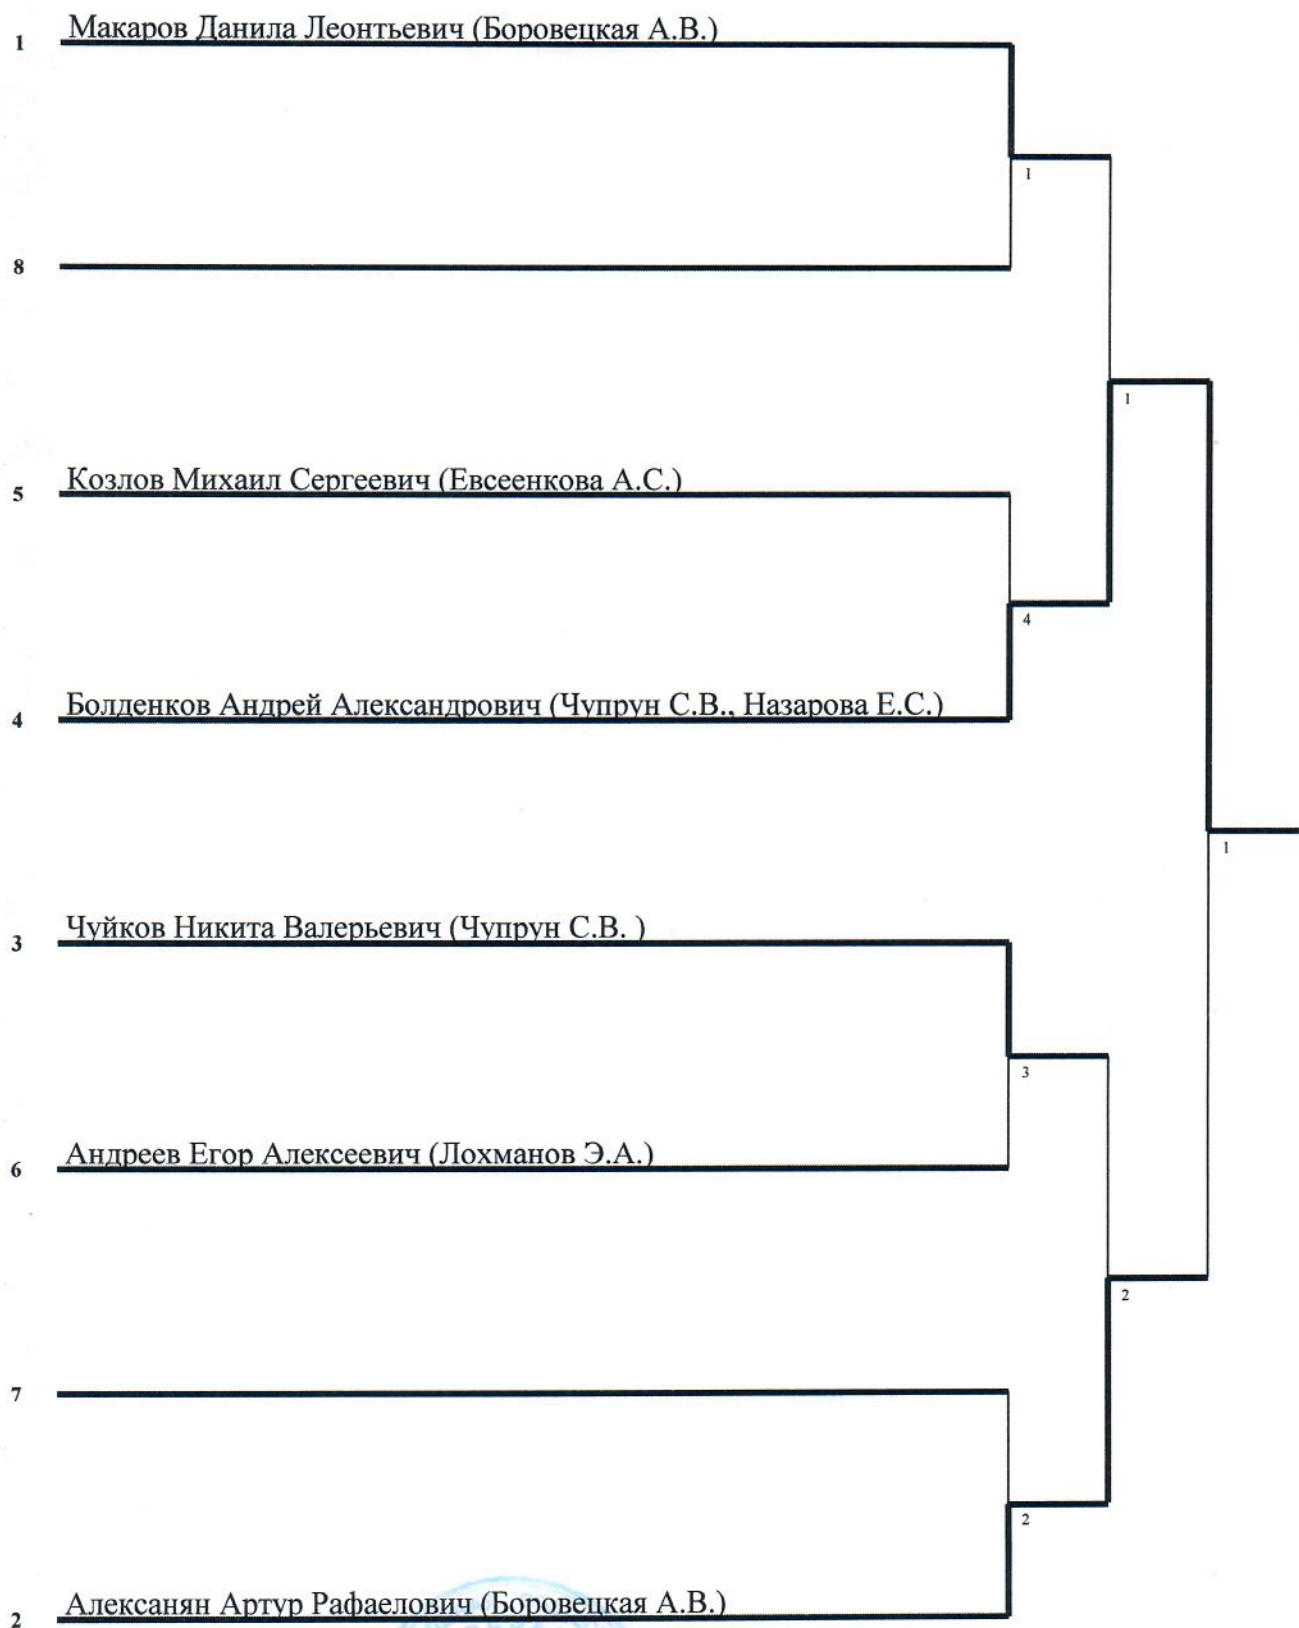 1 Макаров Данила Леонтьевич (Боровецкая А.В.)
1
8
1
5 Козлов Михаил Сергеевич (Евсеенкова А.С.)
4
4 Болденков Андрей Александрович (Чупрун С.В., Назарова Е.С.)
1
3 Чуйков Никита Валерьевич (Чупрун С.В. )
3
6 Андреев Егор Алексеевич (Лохманов Э.А.)
2
7
2
2 Алексанян Артур Рафаелович (Боровецкая А.В.)